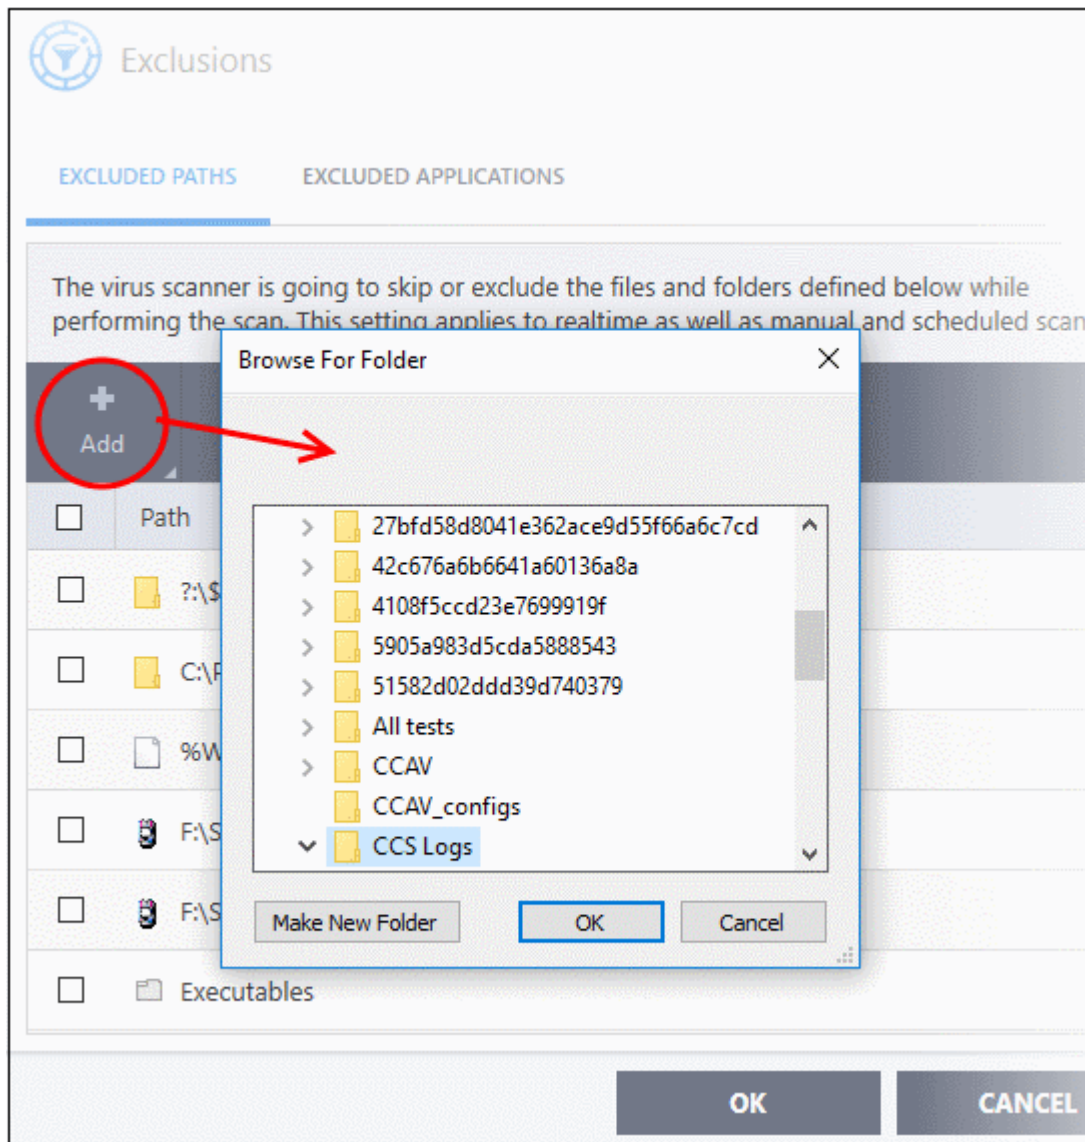 Exclusions
EXCLUDED PATHS EXCLUDED APPLICATIONS
The virus scanner is going to skip or exclude the files and folders defined below while
performing the scan. This setting applies to realtime as well as manual and scheduled scan
Add
Browse For Folder
Path
27bfd58d8041e362ace9d55f66a6c7cd
42c676a6b6641a60136a8a
4108f5ccd23e7699919f
5905a983d5cda5888543
51582d02ddd39d740379
All tests
CCAV
CCAV_configs
CCS Logs
Make New Folder OK Cancel
?:\$
C:\
%W
F:\S
F:\S
Executables
OK CANCEL